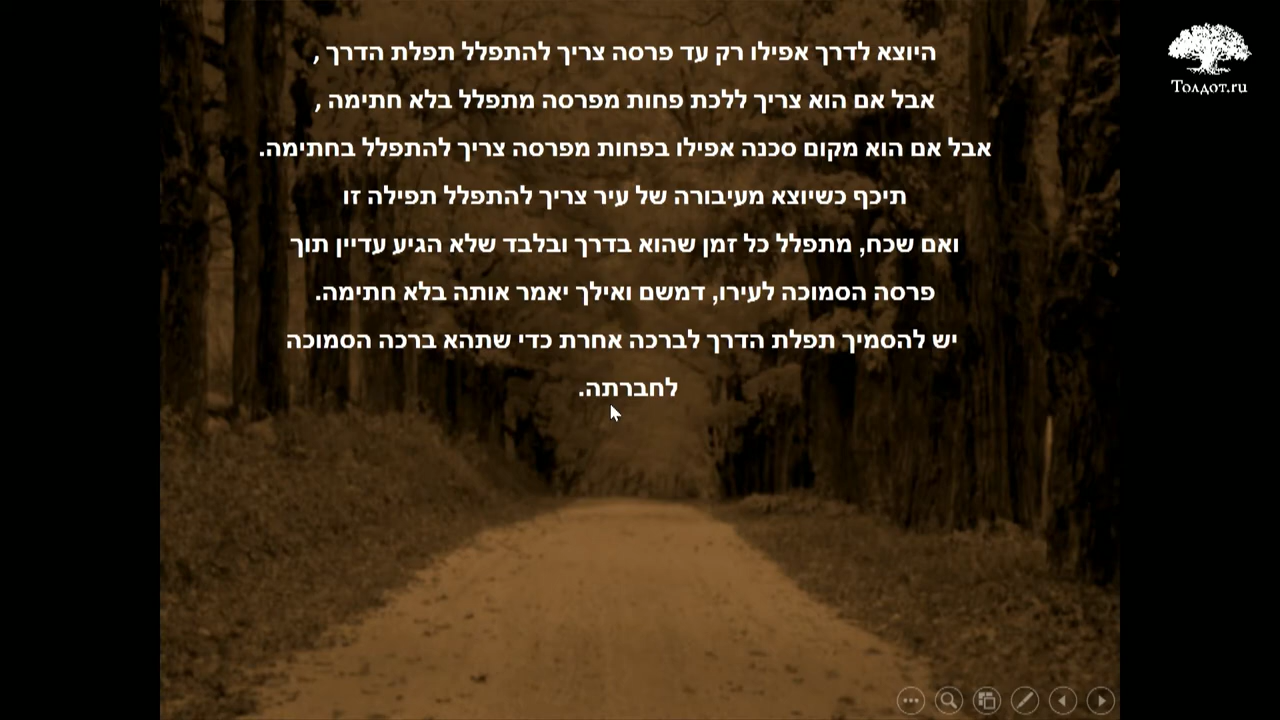 היוצא לדרך אפילו רק עד פרסה צריך להתפלל תפלת הדרך ,
אבל אם הוא צריך ללכת פחות מפרסה מתפלל בלא חתימה ,
אבל אם הוא מקום סכנה אפילו בפחות מפרסה צריך להתפלל בחתימה.
תיכף כשיוצא מעיבורה של עיר צריך להתפלל תפילה זו
ואם שכח, מתפלל כל זמן שהוא בדרך ובלבד שלא הגיע עדיין תוך
פרסה הסמוכה לעירו, דמשם ואילך יאמר אותה בלא חתימה.
יש להסמיך תפלת הדרך לברכה אחרת כדי שתהא ברכה הסמוכה
לחברתה.
Толдот.ru